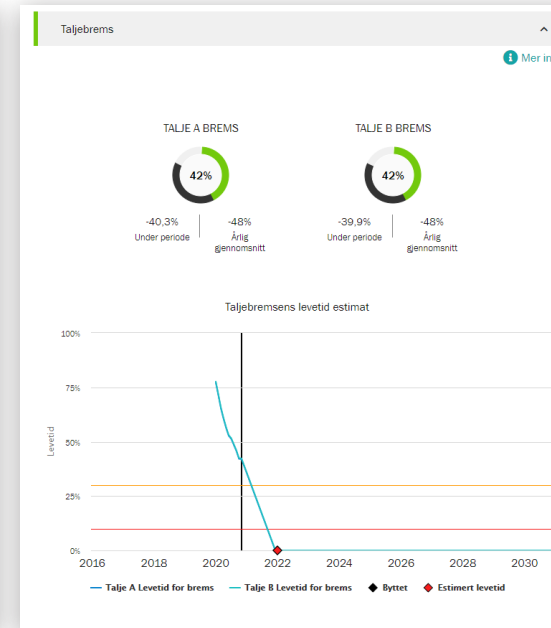 Taljebrems
Mer in
TALJE A BREMS
TALJE B BREMS
42%
42%
-40,3%
-48%
-39,9%
-48%
Under periode
Årlig
gjennomsnitt
Under periode
Årlig
gjennomsnitt
Taljebremsens levetid estimat
100%
75%
50%
25%
0%
Levetid
2016 2018 2020 2022 2024 2026 2028 2030
Talje A Levetid for brems Talje B Levetid for brems Byttet Estimert levetid